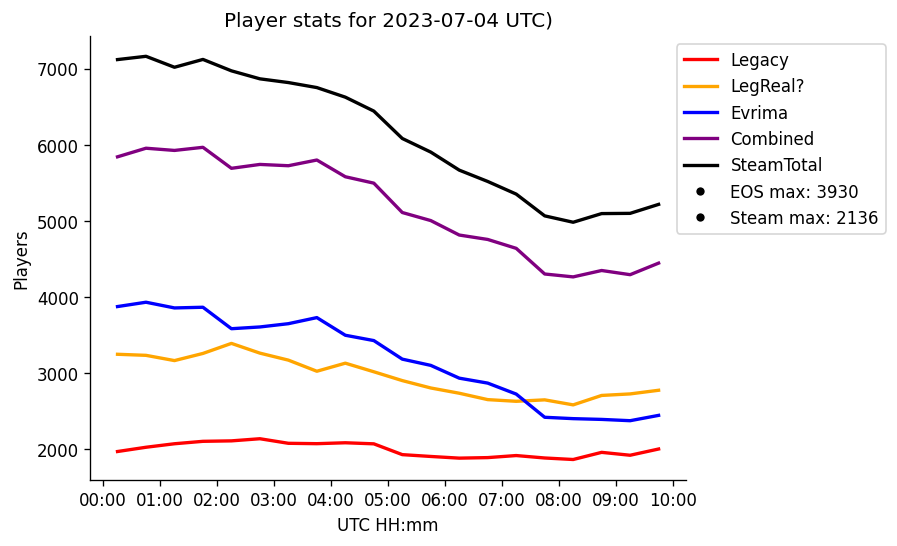 Player stats for 2023-07-04 UTC)
Players
7000
6000
5000
4000
3000
2000
00:00 01:00 02:00 03:00 04:00 05:00 06:00 07:00 08:00 09:00 10:00
UTC HH:mm
Legacy
LegReal?
Evrima
Combined
SteamTotal
EOS max: 3930
Steam max: 2136